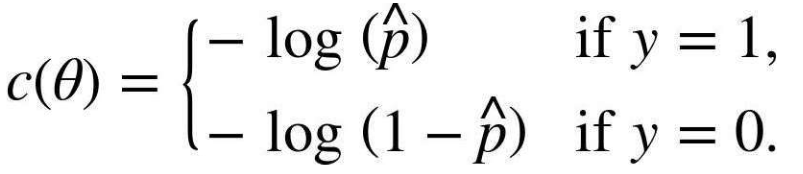 c(θ) = { − log (p̂) if y = 1,
− log (1 − p̂) if y = 0.